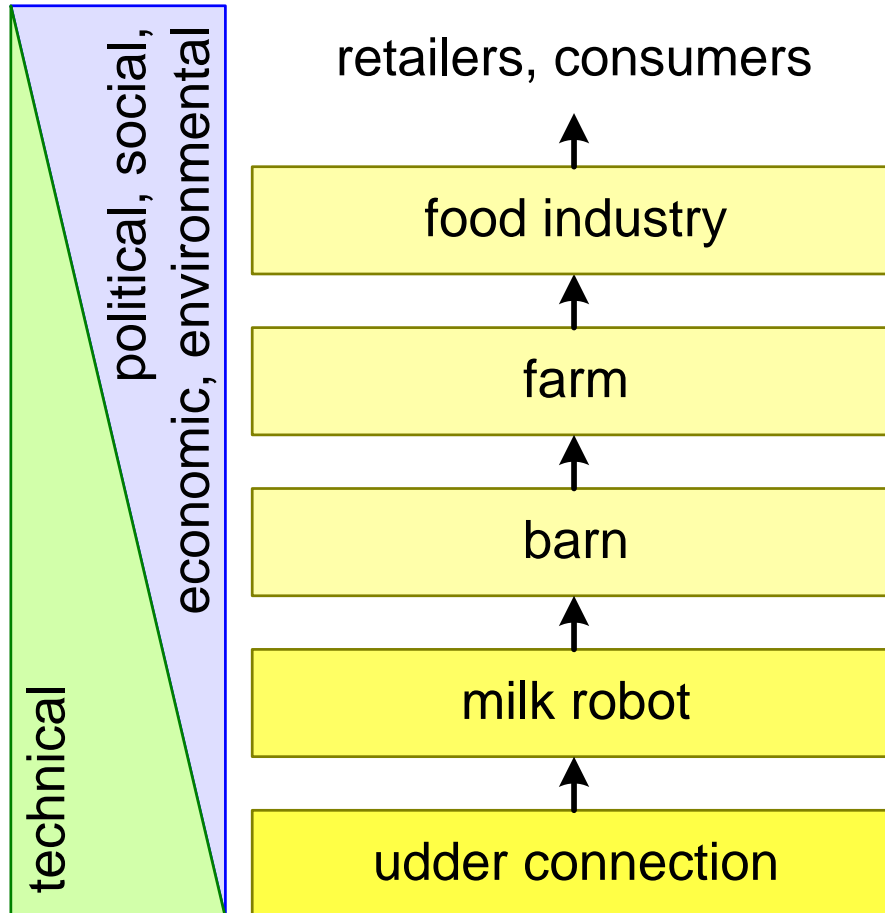 political, social,
economic, environmental
technical
retailers, consumers
food industry
farm
barn
milk robot
udder connection